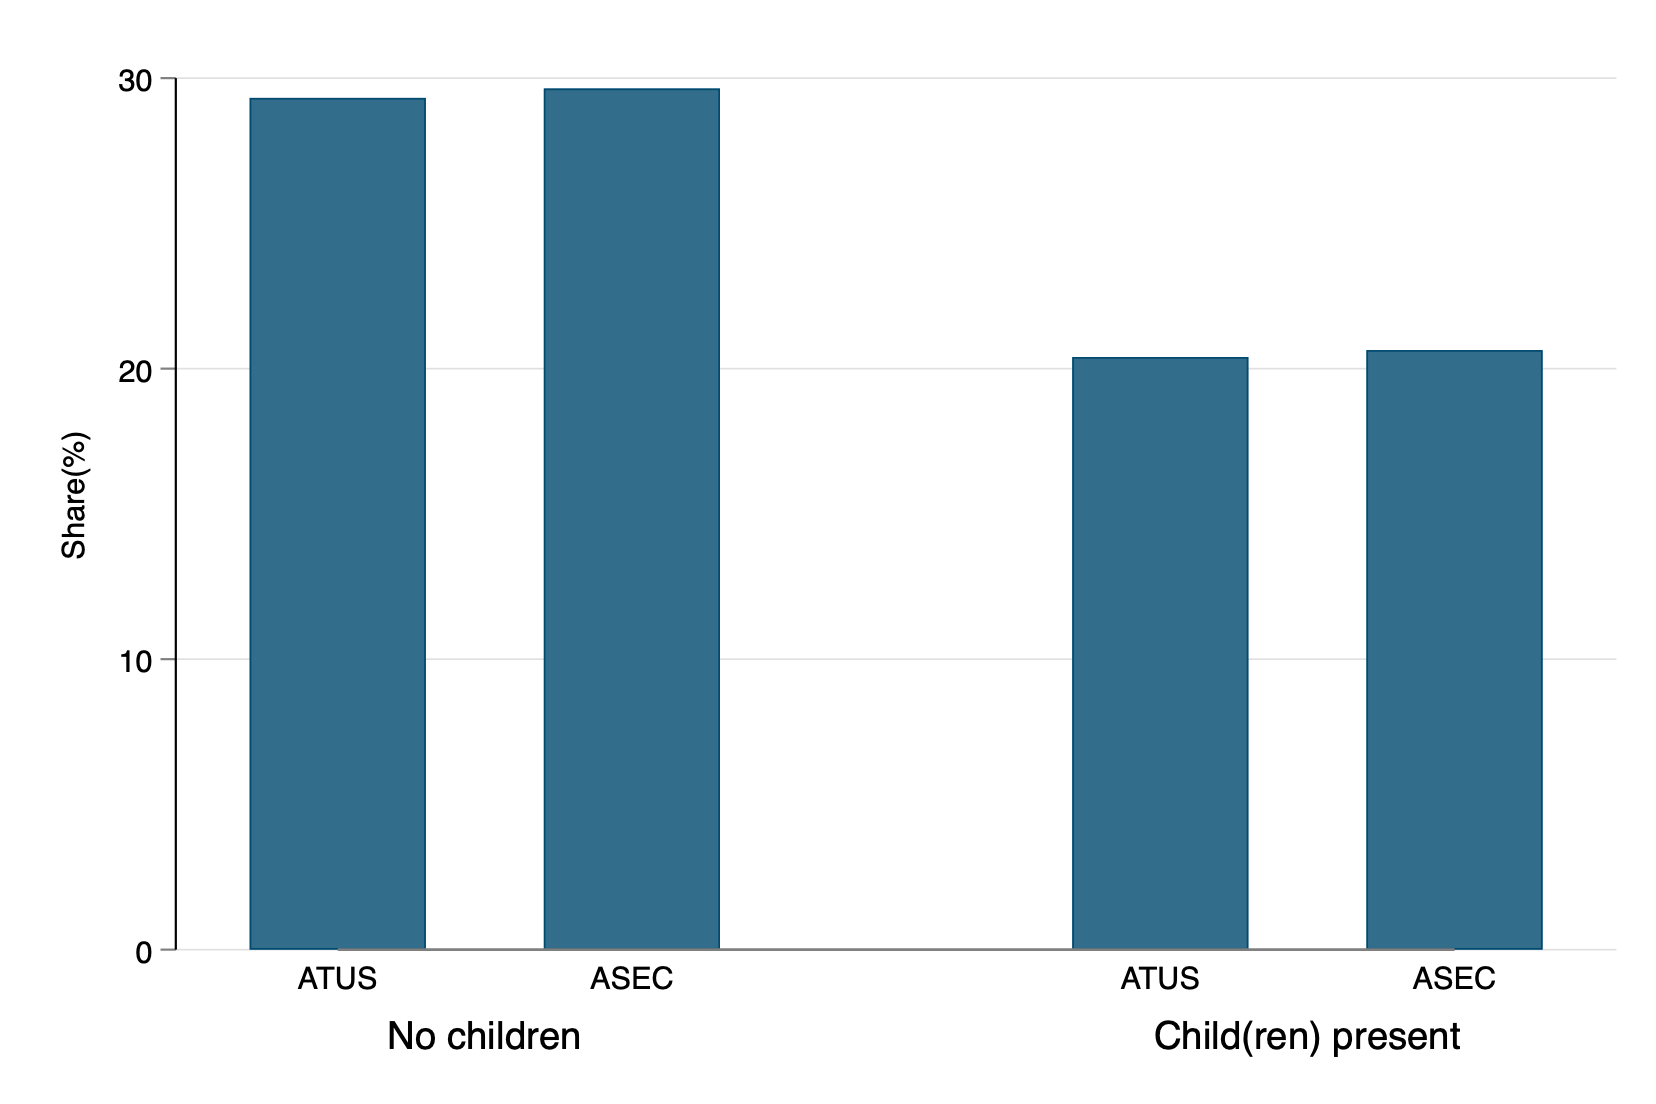 30
20
10
0
Share(%)
ATUS ASEC ATUS ASEC
No children Child(ren) present